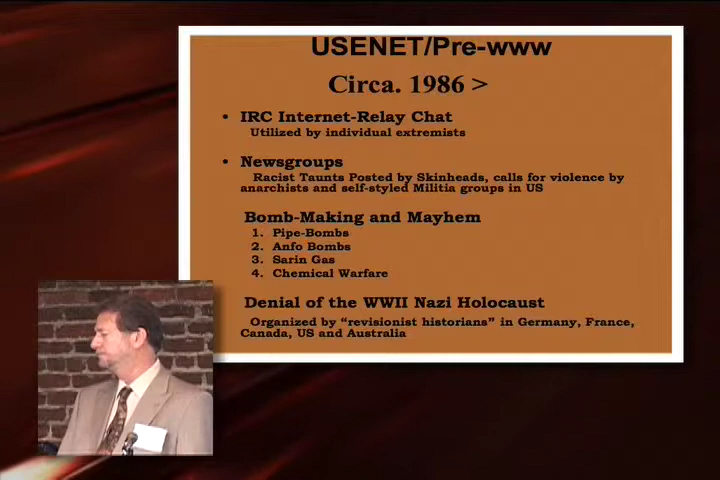 USENET/Pre-www
Circa. 1986 >
• IRC Internet-Relay Chat
Utilized by individual extremists
• Newsgroups
Racist Taunts Posted by Skinheads, calls for violence by
anarchists and self-styled Militia groups in US
Bomb-Making and Mayhem
1. Pipe-Bombs
2. Anfo Bombs
3. Sarin Gas
4. Chemical Warfare
Denial of the WWII Nazi Holocaust
Organized by “revisionist historians” in Germany, France,
Canada, US and Australia